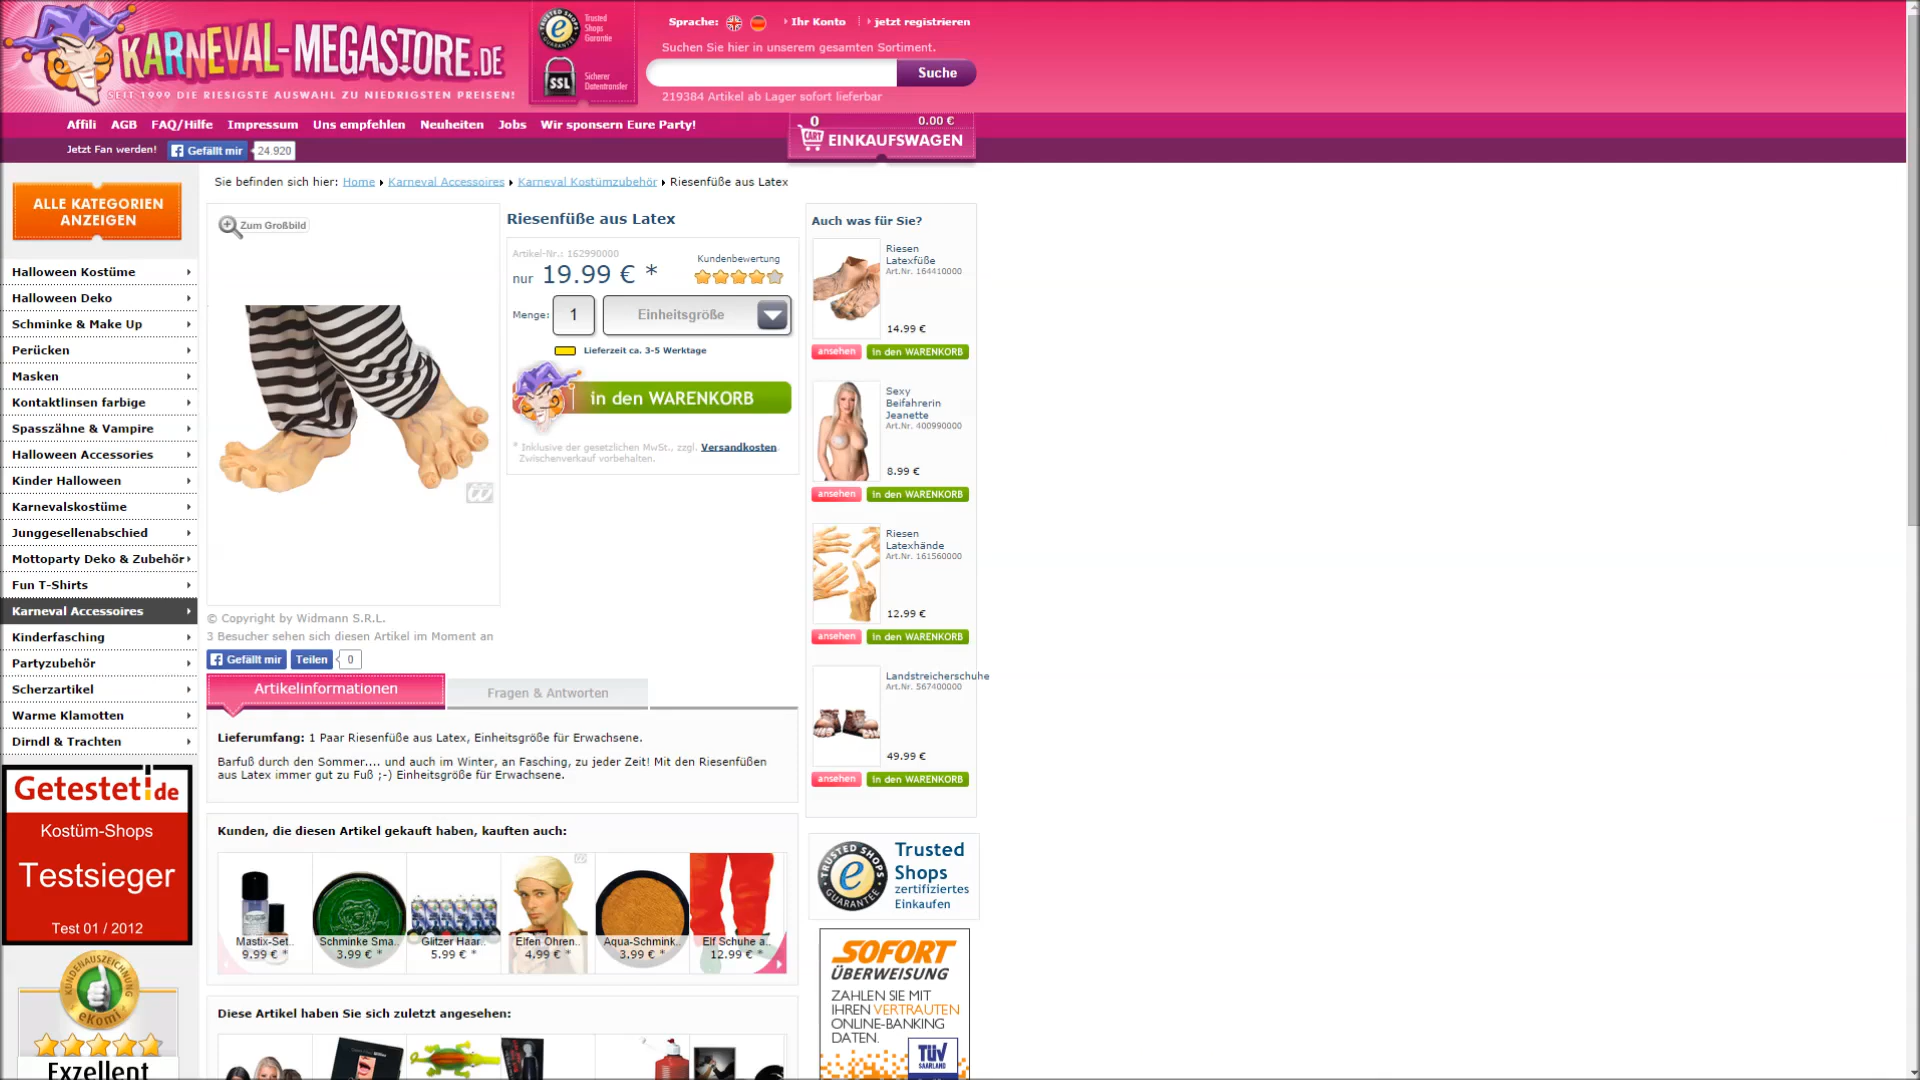 KARNEVAL-MEGASTORE.DE
SEIT 1999 DIE RIESIGSTE AUSWAHL ZU NIEDRIGSTEN PREISEN!
Trusted
Shops
Garantie
SSL
Sicherer
Datentransfer
Sprache:
Ihr Konto
jetzt registrieren
Suchen Sie hier in unserem gesamten Sortiment.
Suche
219384 Artikel ab Lager sofort lieferbar
Affili AGB FAQ/Hilfe Impressum Uns empfehlen Neuheiten Jobs Wir sponsern Eure Party!
0 0.00 €
CART EINKAUFSWAGEN
Jetzt Fan werden! Gefällt mir 24.920
Sie befinden sich hier: Home Karneval Accessoires Karneval Kostümzubehör Riesenfüße aus Latex
ALLE KATEGORIEN
ANZEIGEN
Halloween Kostüme
Halloween Deko
Schminke & Make Up
Perücken
Masken
Kontaktlinsen farbige
Spasszähne & Vampire
Halloween Accessories
Kinder Halloween
Karnevalskostüme
Junggesellenabschied
Mottoparty Deko & Zubehör
Fun T-Shirts
Karneval Accessoires
Kinderfasching
Partyzubehör
Scherzartikel
Warme Klamotten
Dirndl & Trachten
Getestet.de
Kostüm-Shops
Testsieger
Test 01 / 2012
KUNDENAUSZEICHNUNG
eKomi
Exzellent
Zum Großbild
© Copyright by Widmann S.R.L.
3 Besucher sehen sich diesen Artikel im Moment an
Gefällt mir Teilen 0
Riesenfüße aus Latex
Artikel-Nr.: 162990000
nur 19.99 € *
Kundenbewertung
Menge: 1 Einheitsgröße
Lieferzeit ca. 3-5 Werktage
in den WARENKORB
* Inklusive der gesetzlichen MwSt., zzgl. Versandkosten.
Zwischenverkauf vorbehalten.
Artikelinformationen
Fragen & Antworten
Lieferumfang: 1 Paar Riesenfüße aus Latex, Einheitsgröße für Erwachsene.
Barfuß durch den Sommer.... und auch im Winter, an Fasching, zu jeder Zeit! Mit den Riesenfüßen
aus Latex immer gut zu Fuß ;-) Einheitsgröße für Erwachsene.
Kunden, die diesen Artikel gekauft haben, kauften auch:
Mastix-Set..
9.99 € *
Schminke Sma..
3.99 € *
Glitzer Haar..
5.99 € *
Elfen Ohren..
4.99 € *
Aqua-Schmink..
3.99 € *
Elf Schuhe a..
12.99 € *
Diese Artikel haben Sie sich zuletzt angesehen:
Auch was für Sie?
Riesen
Latexfüße
Art.Nr. 164410000
14.99 €
ansehen in den WARENKORB
Sexy
Beifahrerin
Jeanette
Art.Nr. 400990000
8.99 €
ansehen in den WARENKORB
Riesen
Latexhände
Art.Nr. 161560000
12.99 €
ansehen in den WARENKORB
Landstreicherschuhe
Art.Nr. 567400000
49.99 €
ansehen in den WARENKORB
TRUSTED SHOPS
GUARANTEE
Trusted
Shops
zertifiziertes
Einkaufen
SOFORT
ÜBERWEISUNG
ZAHLEN SIE MIT
IHREN VERTRAUTEN
ONLINE-BANKING
DATEN.
TÜV
SAARLAND